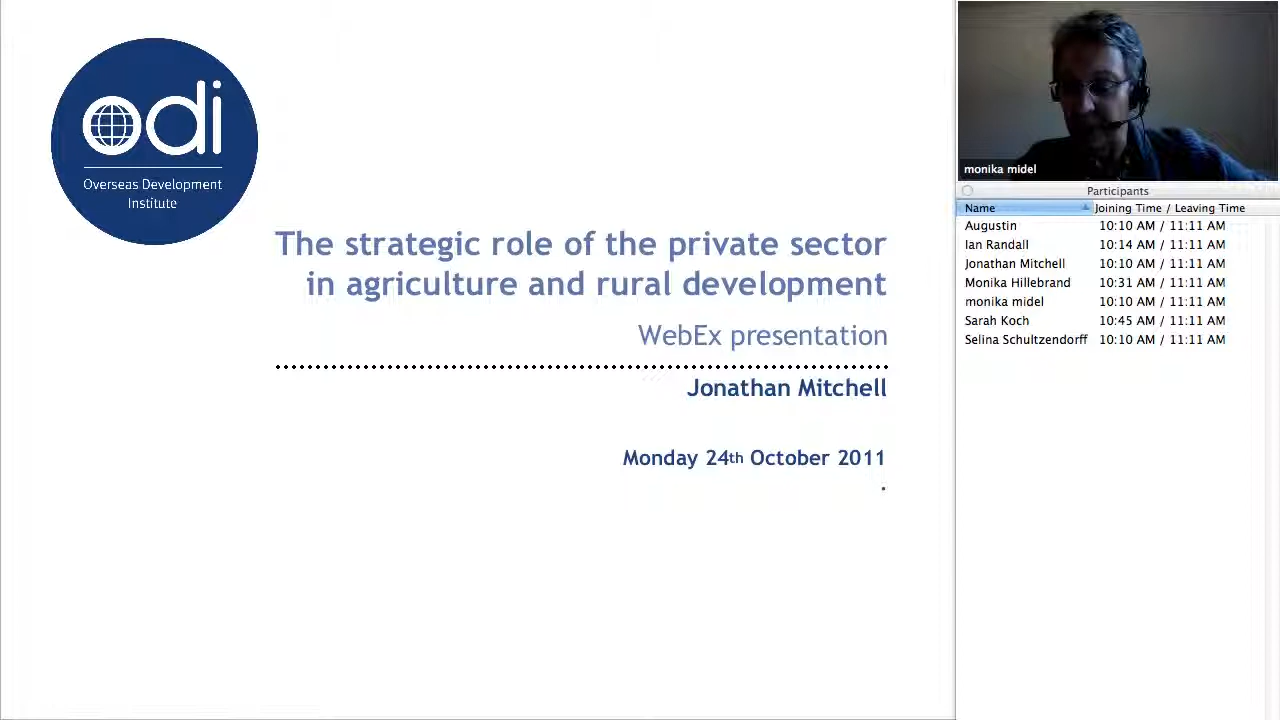 odi
Overseas Development
Institute
The strategic role of the private sector
in agriculture and rural development
WebEx presentation
Jonathan Mitchell
Monday 24th October 2011
.
monika midel
Participants
Name Joining Time / Leaving Time
Augustin 10:10 AM / 11:11 AM
Ian Randall 10:14 AM / 11:11 AM
Jonathan Mitchell 10:10 AM / 11:11 AM
Monika Hillebrand 10:31 AM / 11:11 AM
monika midel 10:10 AM / 11:11 AM
Sarah Koch 10:45 AM / 11:11 AM
Selina Schultzendorff 10:10 AM / 11:11 AM